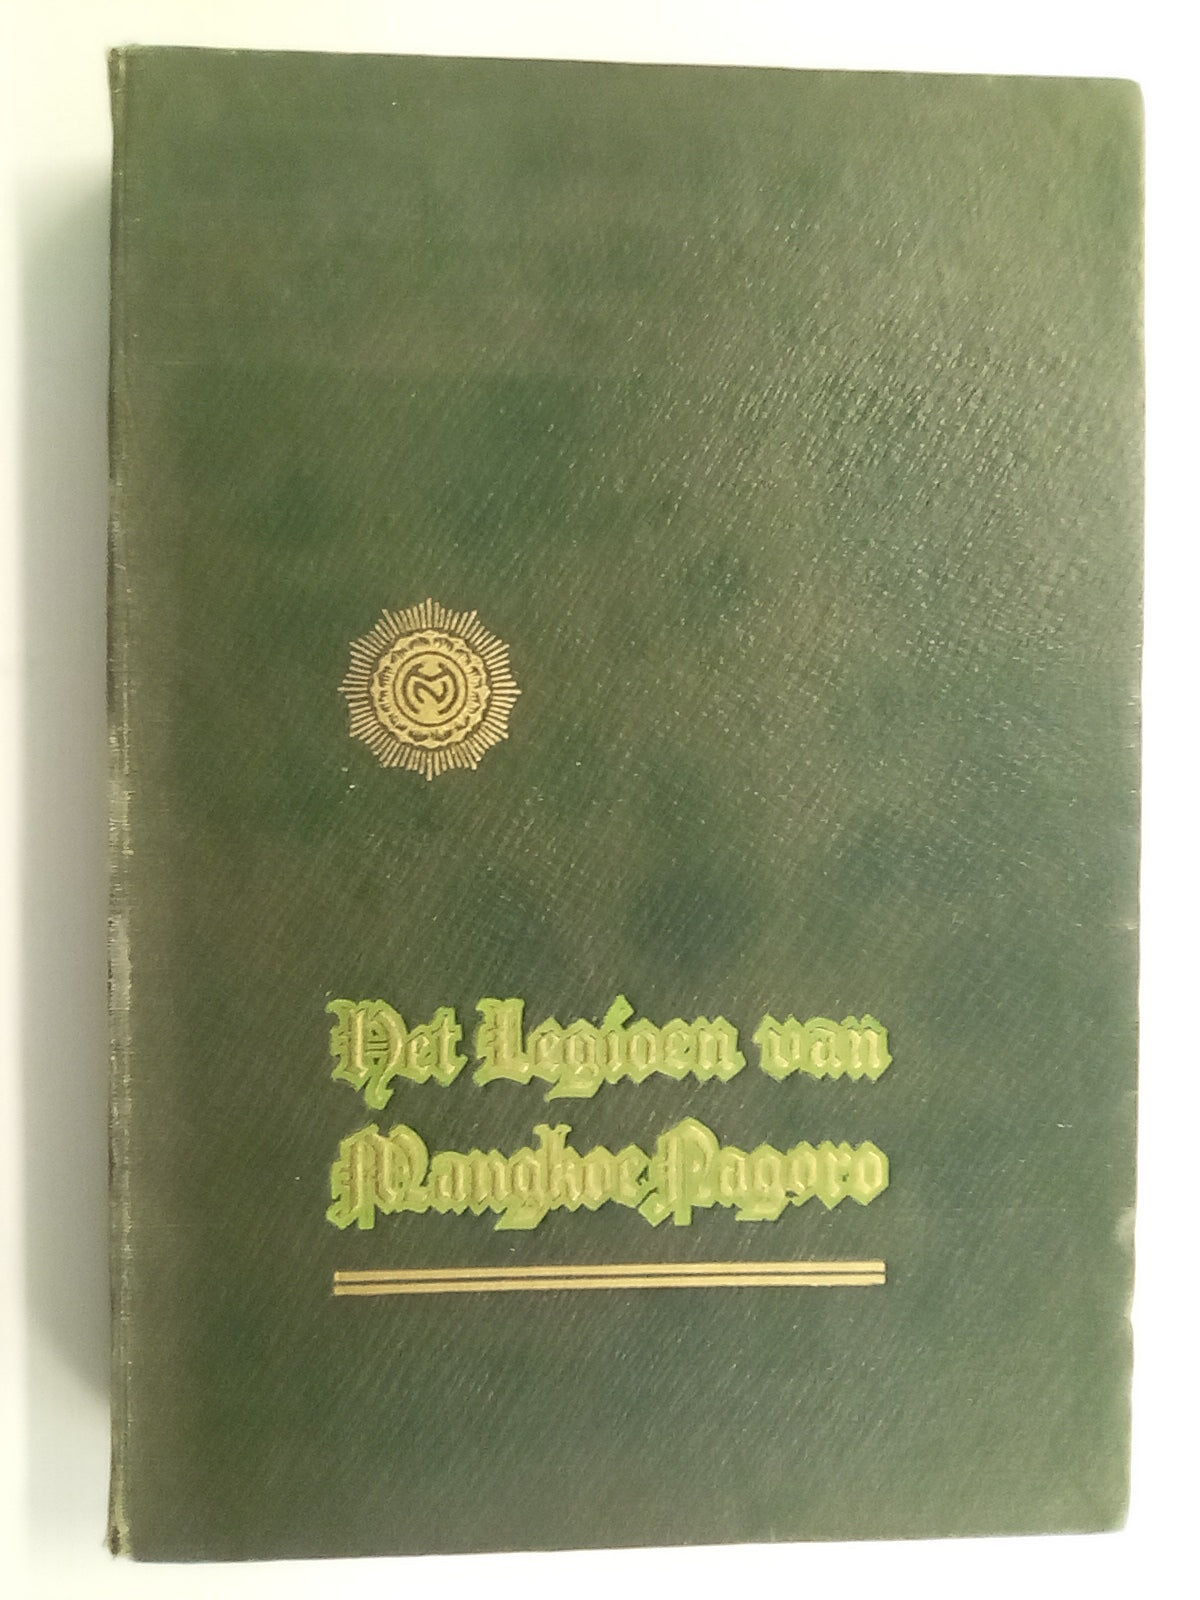 Het Legioen van
Mangkoe Nagoro